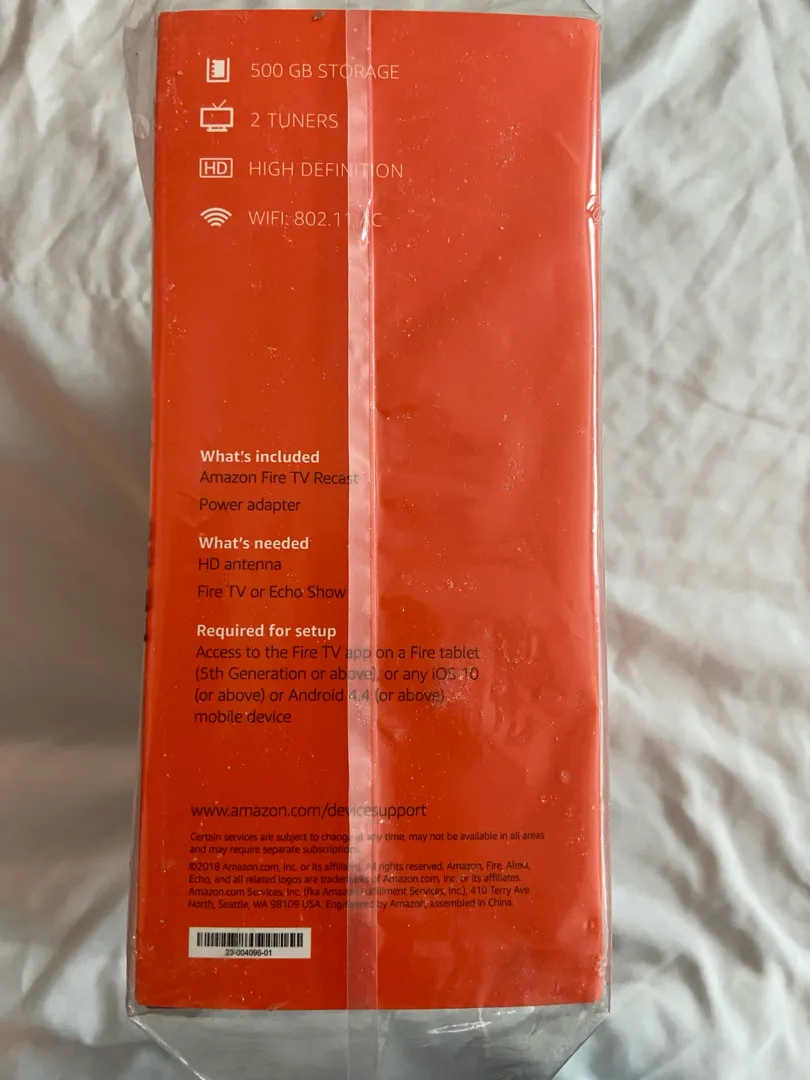 500 GB STORAGE
2 TUNERS
HD HIGH DEFINITION
WIFI: 802.11 AC
What's included
Amazon Fire TV Recast
Power adapter
What's needed
HD antenna
Fire TV or Echo Show
Required for setup
Access to the Fire TV app on a Fire tablet
(5th Generation or above), or any iOS 10
(or above) or Android 4.4 (or above)
mobile device
www.amazon.com/devicesupport
Certain services are subject to change at any time, may not be available in all areas
and may require separate subscriptions.
©2018 Amazon.com, Inc. or its affiliates. All rights reserved. Amazon, Fire, Alexa,
Echo, and all related logos are trademarks of Amazon.com, Inc. or its affiliates.
Amazon.com Services, Inc. (fka Amazon Fulfillment Services, Inc.), 410 Terry Ave
North, Seattle, WA 98109 USA. Engineered by Amazon, assembled in China.
23-004096-01